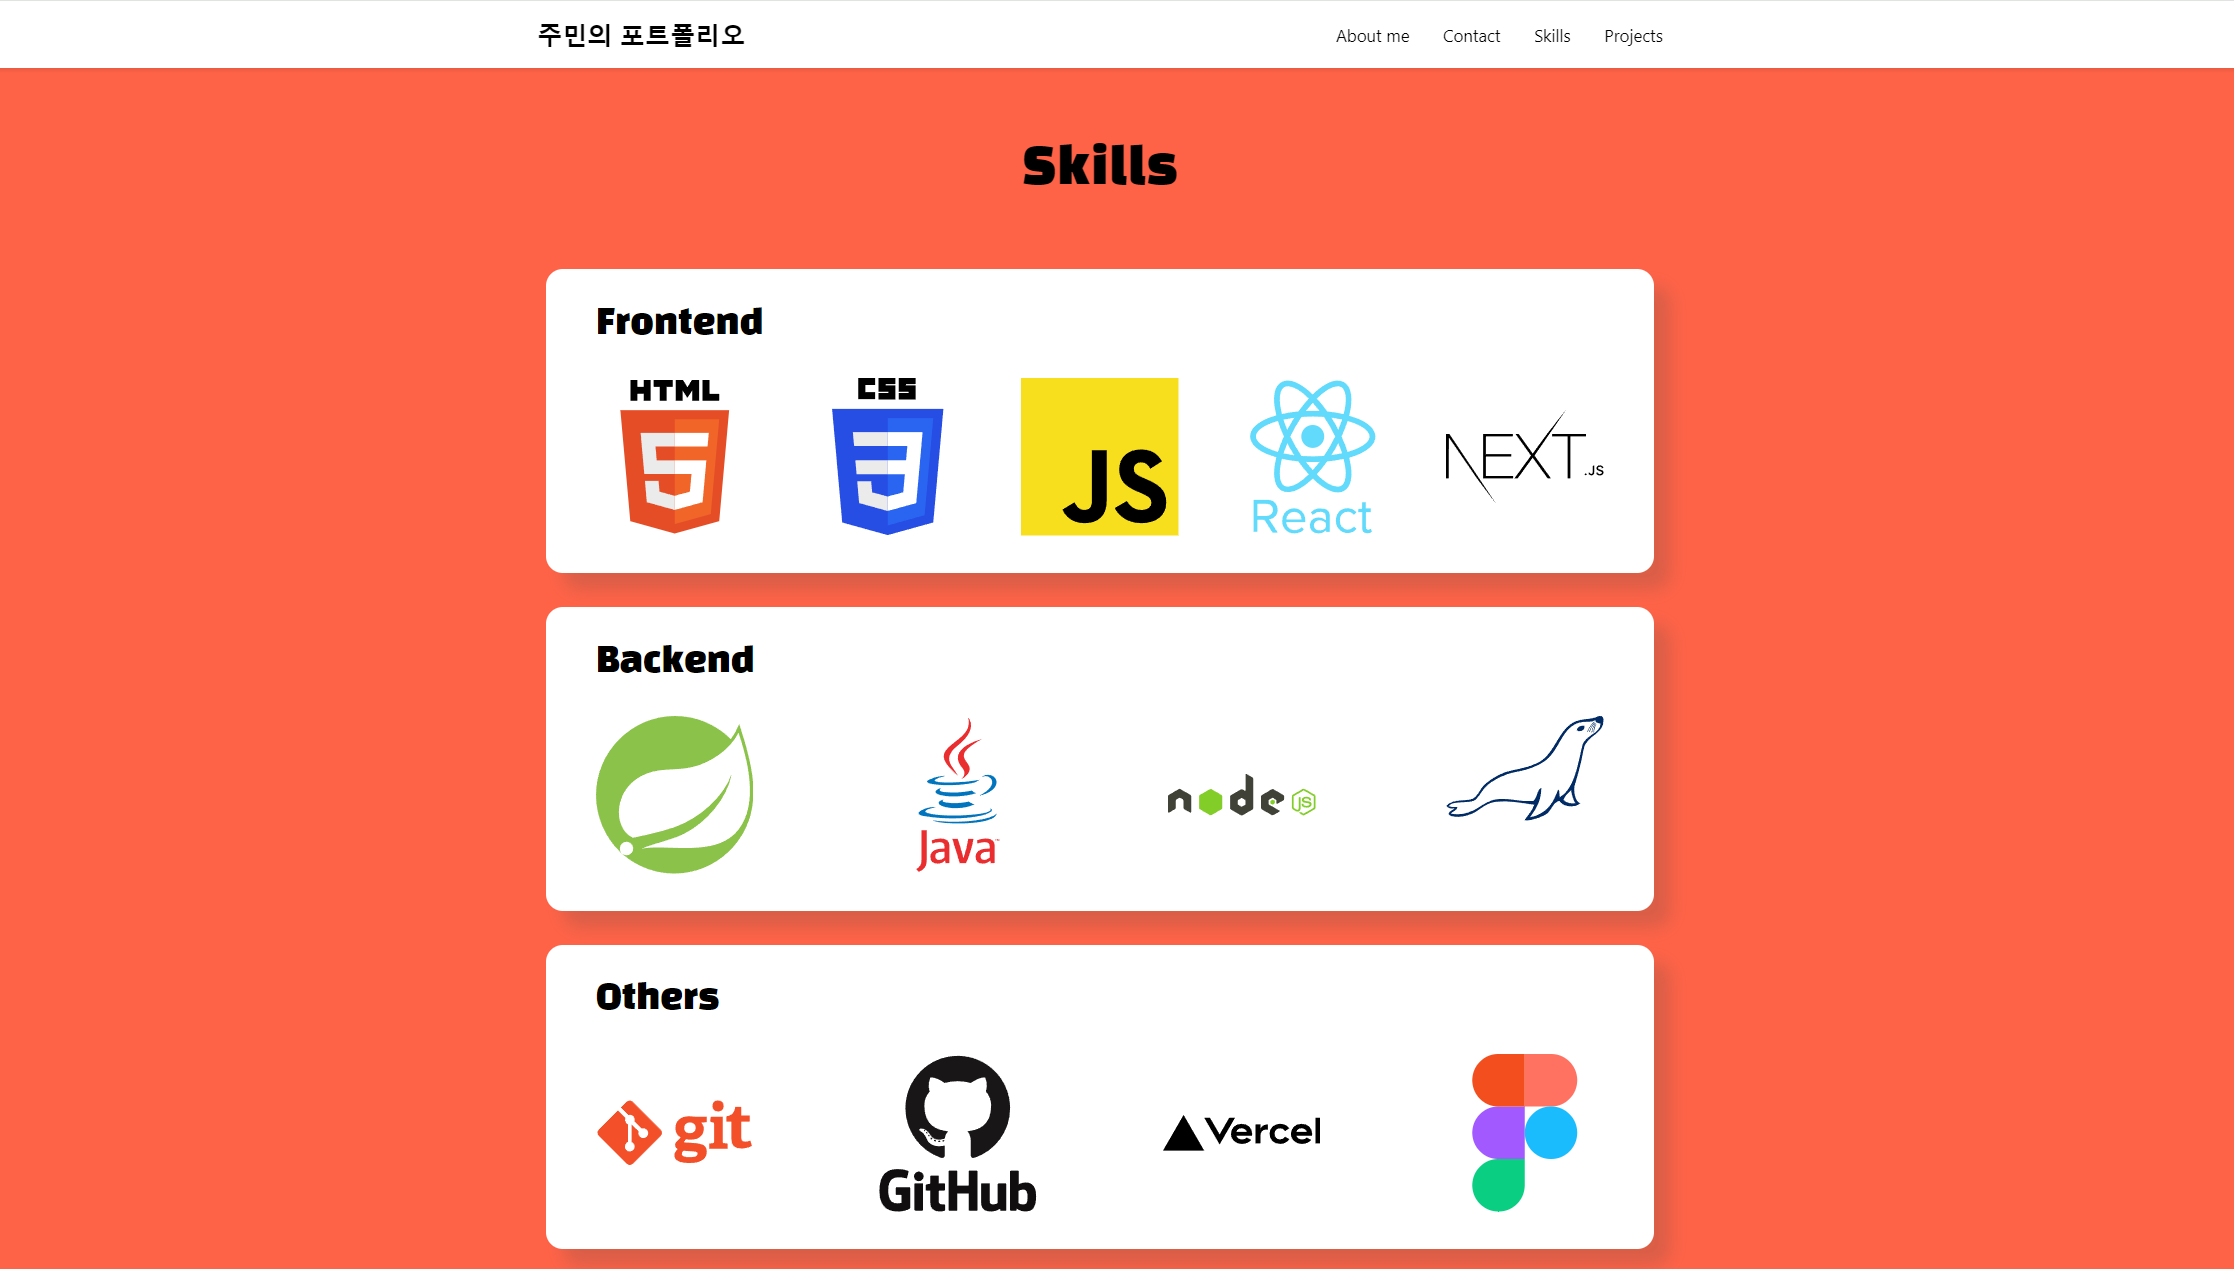 주민의 포트폴리오
About me Contact Skills Projects
Skills
Frontend
HTML
5
CSS
3
JS
React
NEXT.JS
Backend
Java™
node JS
Others
git
GitHub
Vercel